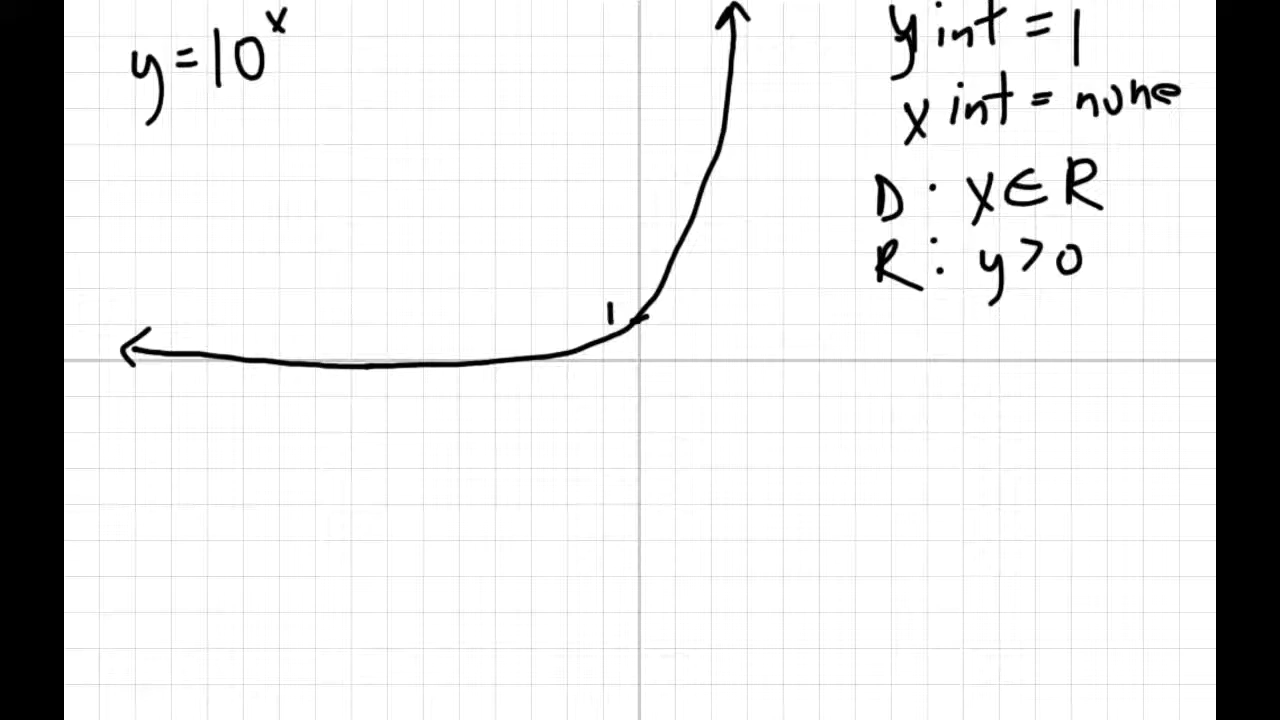 y=10^x
y int = 1
x int = none
D: x∈R
R: y>0
1